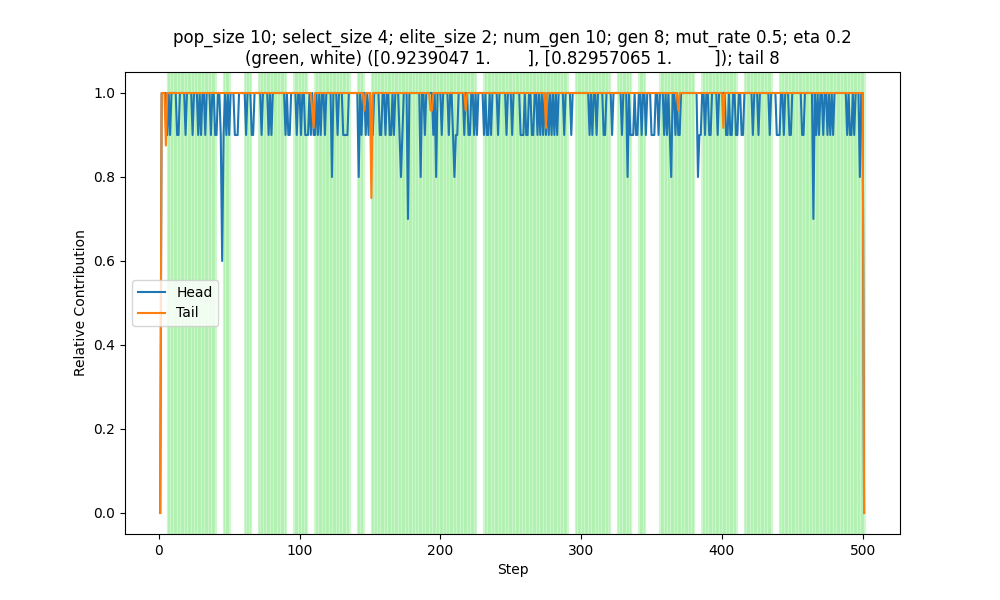 pop_size 10; select_size 4; elite_size 2; num_gen 10; gen 8; mut_rate 0.5; eta 0.2
(green, white) ([0.9239047 1.        ], [0.82957065 1.         ]); tail 8
1.0
0.8
0.6
0.4
0.2
0.0
Relative Contribution
Head
Tail
0
100
200
300
400
500
Step